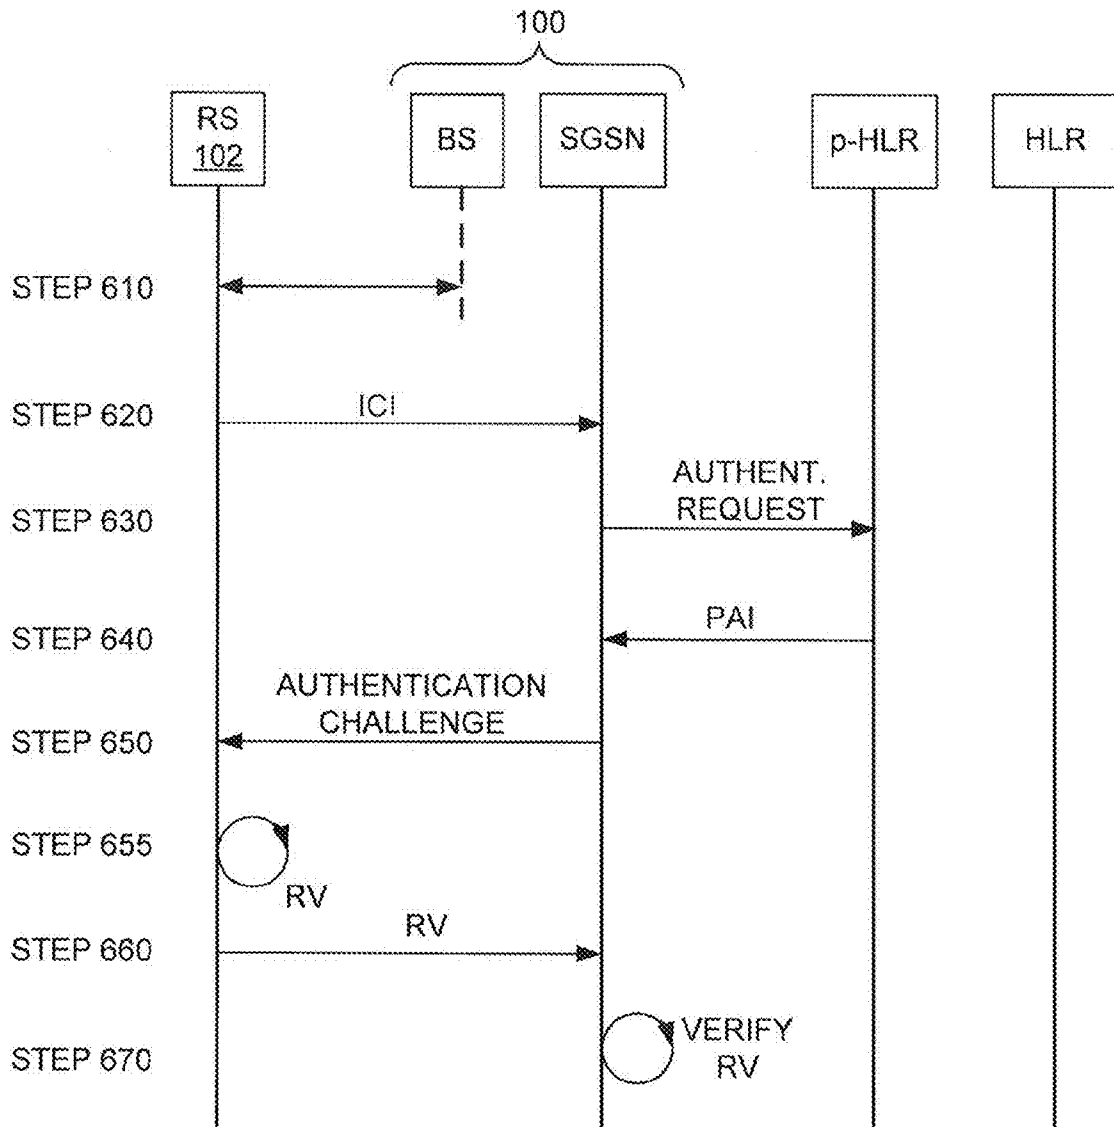 100
RS
102
BS
SGSN
p-HLR
HLR
STEP 610
STEP 620
ICI
STEP 630
AUTHENT.
REQUEST
STEP 640
PAI
AUTHENTICATION
CHALLENGE
STEP 650
STEP 655
RV
STEP 660
RV
STEP 670
VERIFY
RV